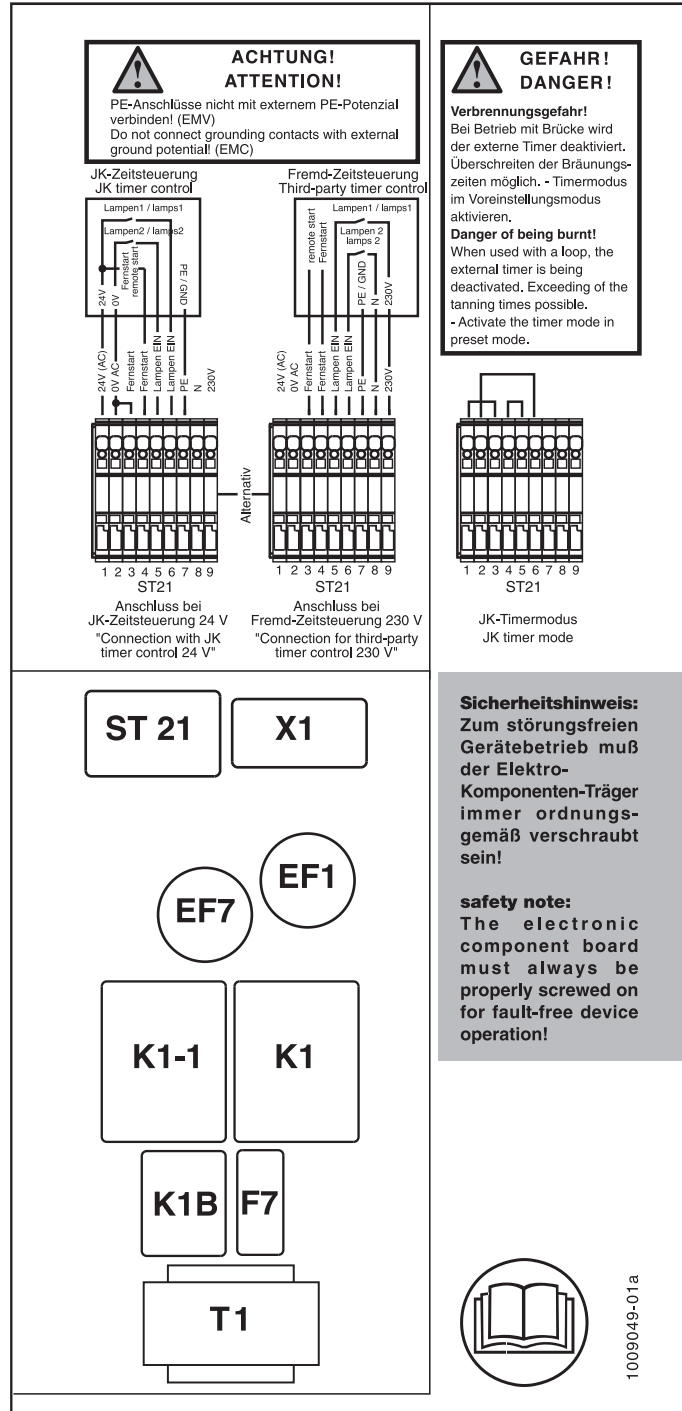 ACHTUNG!
ATTENTION!
PE-Anschlüsse nicht mit externem PE-Potenzial
verbinden! (EMV)
Do not connect grounding contacts with external
ground potential! (EMC)
JK-Zeitsteuerung
JK timer control
Lampen1 / lamps1
Lampen2 / lamps2
Fernstart
remote start
24V
0V
PE / GND
24V (AC)
0V AC
Fernstart
Fernstart
Lampen EIN
Lampen EIN
PE
N
230V
1 2 3 4 5 6 7 8 9
ST21
Anschluss bei
JK-Zeitsteuerung 24 V
"Connection with JK
timer control 24 V"
Alternativ
Fremd-Zeitsteuerung
Third-party timer control
Lampen1 / lamps1
Lampen 2
lamps 2
remote start
Fernstart
PE / GND
N
230V
24V (AC)
0V AC
Fernstart
Fernstart
Lampen EIN
Lampen EIN
PE
N
230V
1 2 3 4 5 6 7 8 9
ST21
Anschluss bei
Fremd-Zeitsteuerung 230 V
"Connection for third-party
timer control 230 V"
GEFAHR!
DANGER!
Verbrennungsgefahr!
Bei Betrieb mit Brücke wird
der externe Timer deaktiviert.
Überschreiten der Bräunungs-
zeiten möglich. - Timermodus
im Voreinstellungsmodus
aktivieren.
Danger of being burnt!
When used with a loop, the
external timer is being
deactivated. Exceeding of the
tanning times possible.
- Activate the timer mode in
preset mode.
1 2 3 4 5 6 7 8 9
ST21
JK-Timermodus
JK timer mode
ST 21
X1
EF1
EF7
K1-1
K1
K1B
F7
T1
Sicherheitshinweis:
Zum störungsfreien
Gerätebetrieb muß
der Elektro-
Komponenten-Träger
immer ordnungs-
gemäß verschraubt
sein!
safety note:
The electronic
component board
must always be
properly screwed on
for fault-free device
operation!
1009049-01a